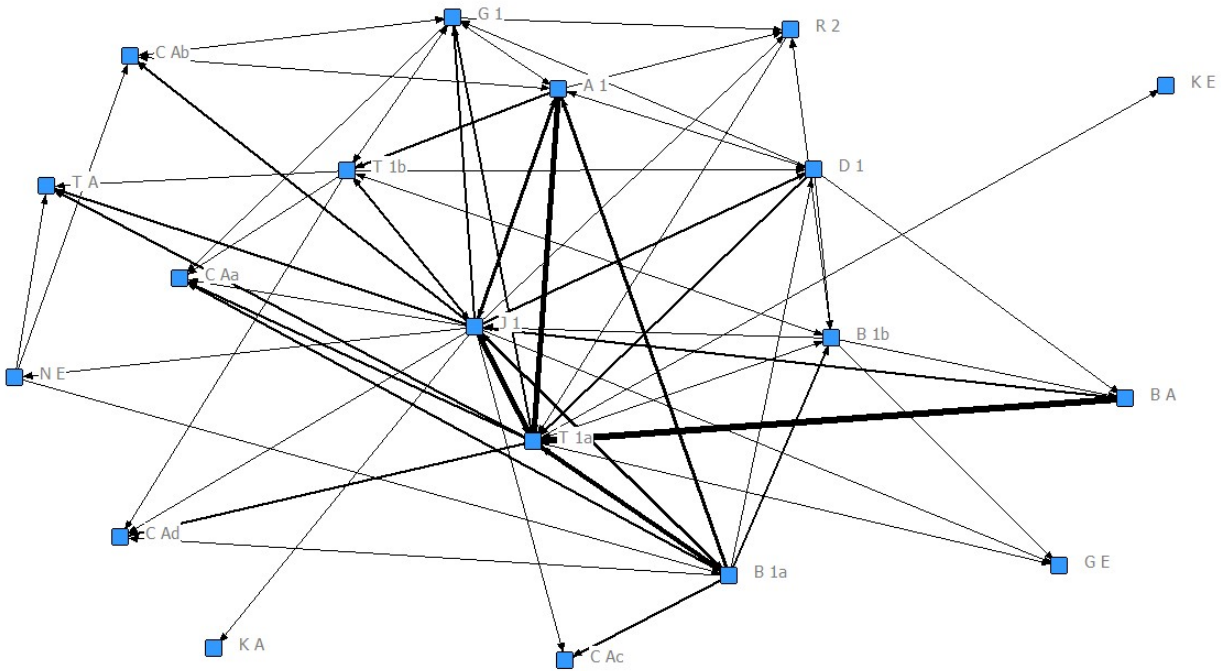 G 1
R 2
C Ab
K E
A 1
T 1b
D 1
T A
C Aa
J 1
B 1b
N E
B A
T 1a
C Ad
G E
B 1a
K A
C Ac